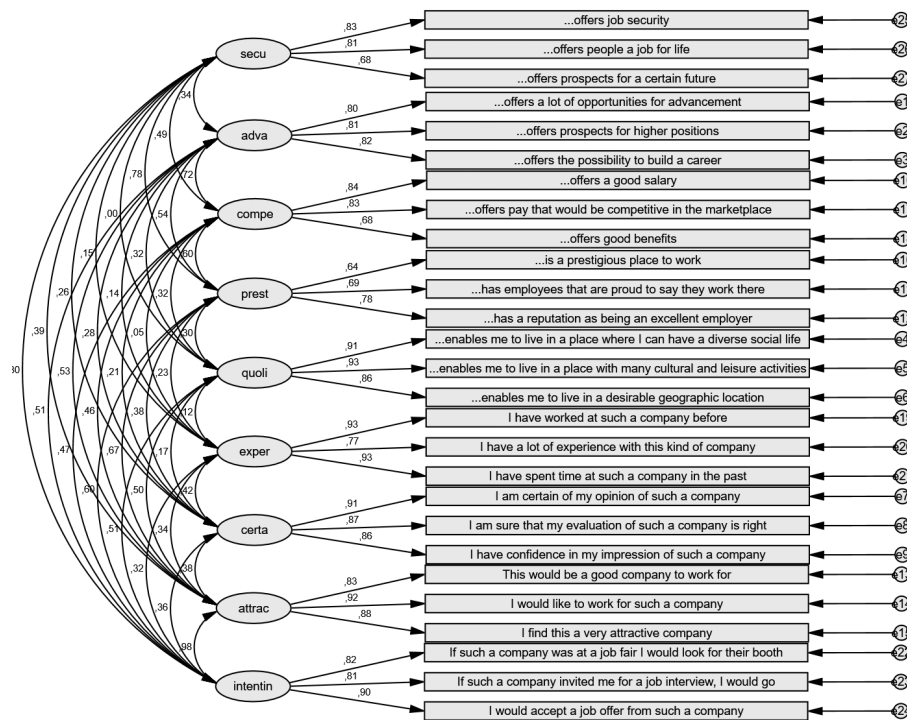 ,83
...offers job security
secu
,81
...offers people a job for life
,68
...offers prospects for a certain future
,34
,80
...offers a lot of opportunities for advancement
adva
,81
...offers prospects for higher positions
,49
,82
...offers the possibility to build a career
,78
,72
,84
...offers a good salary
compe
,83
...offers pay that would be competitive in the marketplace
,00
,54
,68
...offers good benefits
,15
,32
,60
,64
...is a prestigious place to work
prest
,69
...has employees that are proud to say they work there
,26
,14
,32
,78
...has a reputation as being an excellent employer
,39
,28
,05
,30
,91
...enables me to live in a place where I can have a diverse social life
quoli
,93
...enables me to live in a place with many cultural and leisure activities
,53
,21
,23
,86
...enables me to live in a desirable geographic location
,51
,46
,38
,12
,93
I have worked at such a company before
exper
,77
I have a lot of experience with this kind of company
,47
,67
,17
,93
I have spent time at such a company in the past
,60
,50
,42
,91
I am certain of my opinion of such a company
certa
,87
I am sure that my evaluation of such a company is right
,51
,34
,86
I have confidence in my impression of such a company
,32
,38
,83
This would be a good company to work for
attrac
,92
I would like to work for such a company
,36
,88
I find this a very attractive company
,98
,82
If such a company was at a job fair I would look for their booth
intentin
,81
If such a company invited me for a job interview, I would go
,90
I would accept a job offer from such a company